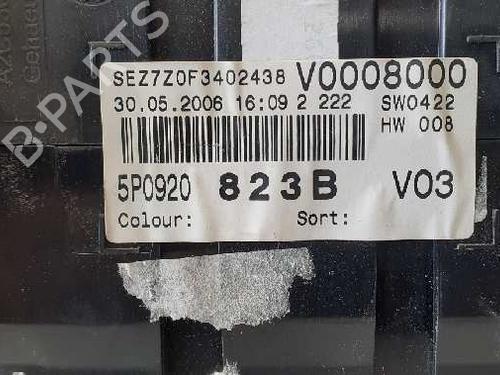 SEZ7Z0F3402438 V0008000
30.05.2006 16:09 2 222 SW0422
HW 008
5P0920 823B V03
Colour: Sort:
B-PARTS